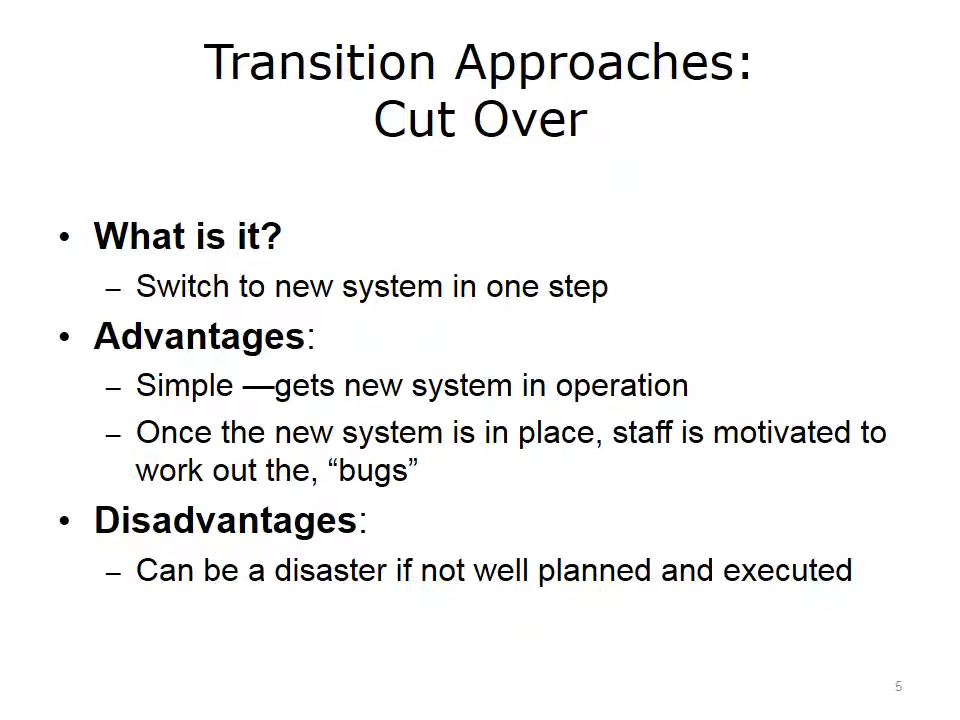 Transition Approaches:
Cut Over
• What is it?
– Switch to new system in one step
• Advantages:
– Simple —gets new system in operation
– Once the new system is in place, staff is motivated to
work out the, “bugs”
• Disadvantages:
– Can be a disaster if not well planned and executed
5